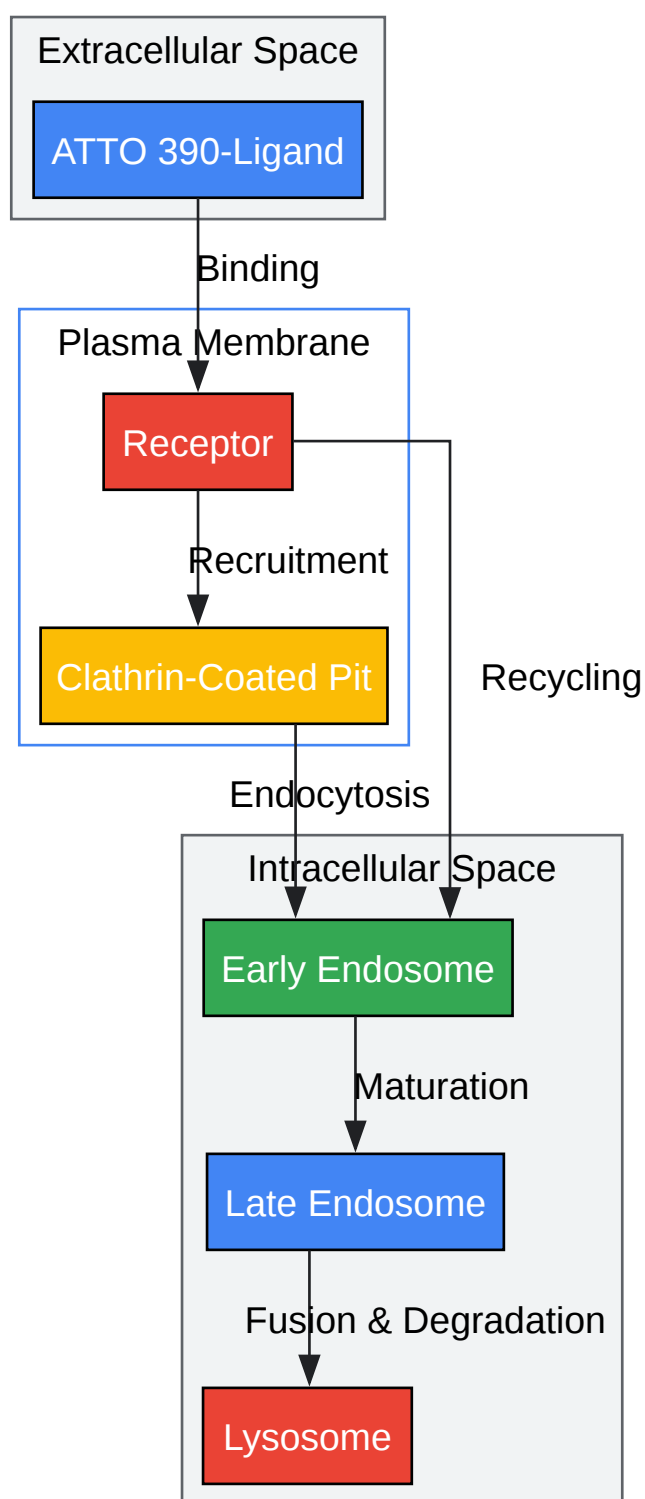 Extracellular Space
ATTO 390-Ligand
Binding
Plasma Membrane
Receptor
Recruitment
Clathrin-Coated Pit
Recycling
Endocytosis
Intracellular Space
Early Endosome
Maturation
Late Endosome
Fusion & Degradation
Lysosome